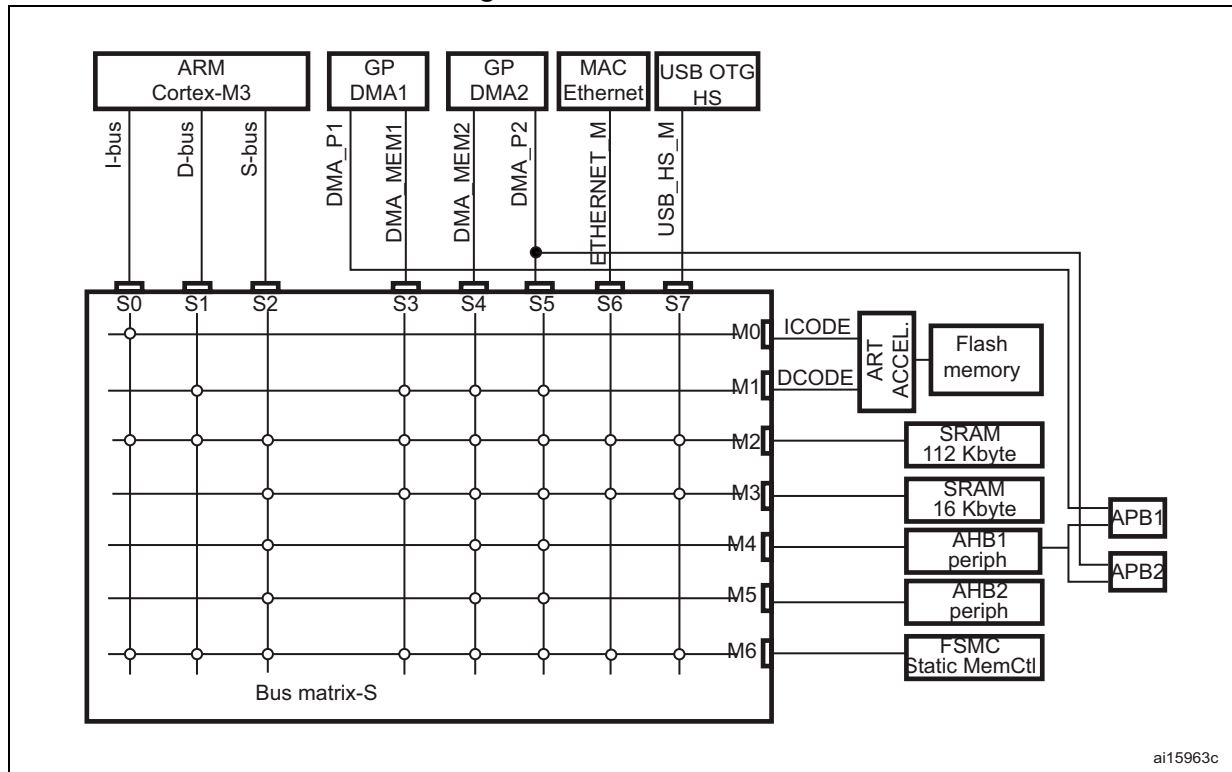 ARM
Cortex-M3
GP
DMA1
GP
DMA2
MAC
Ethernet
USB OTG
HS
I-bus
D-bus
S-bus
DMA_P1
DMA_MEM1
DMA_MEM2
DMA_P2
ETHERNET_M
USB_HS_M
S0 S1 S2 S3 S4 S5 S6 S7
M0
ICODE
ART
ACCEL.
Flash
memory
M1
DCODE
M2
SRAM
112 Kbyte
M3
SRAM
16 Kbyte
APB1
M4
AHB1
periph
APB2
M5
AHB2
periph
M6
FSMC
Static MemCtl
Bus matrix-S
ai15963c